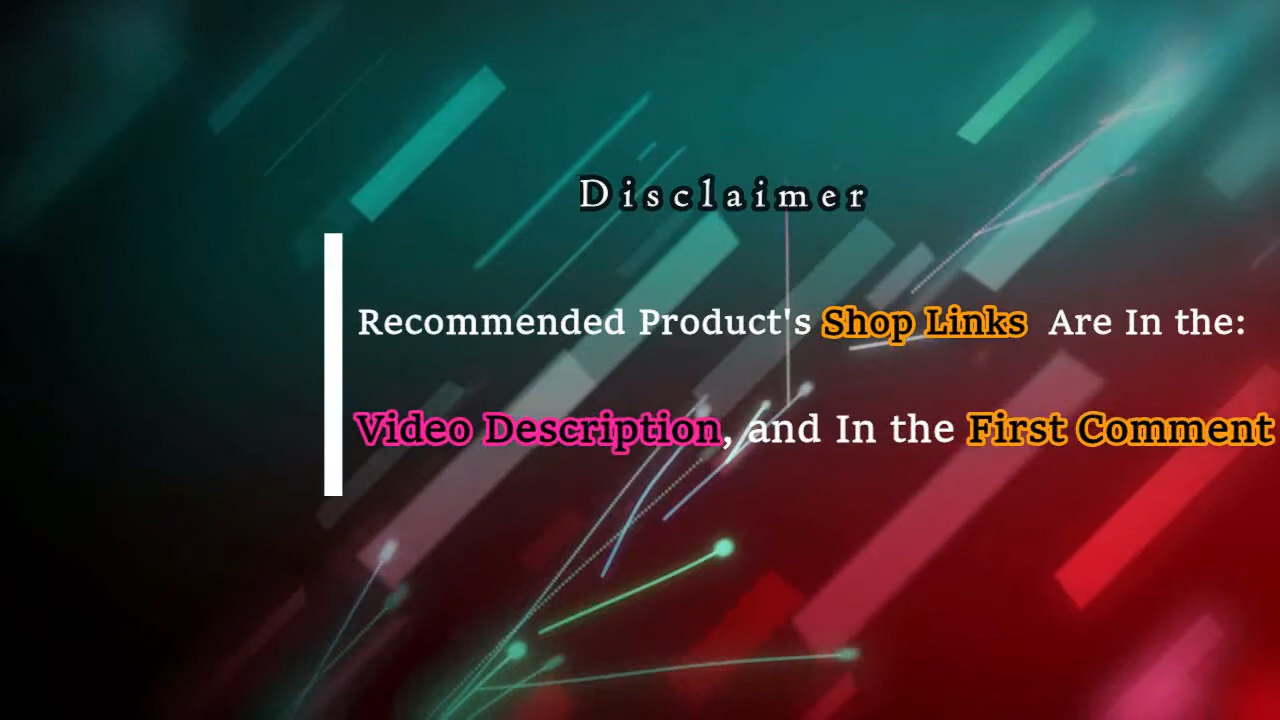 Disclaimer
Recommended Product's Shop Links Are In the:
Video Description, and In the First Comment